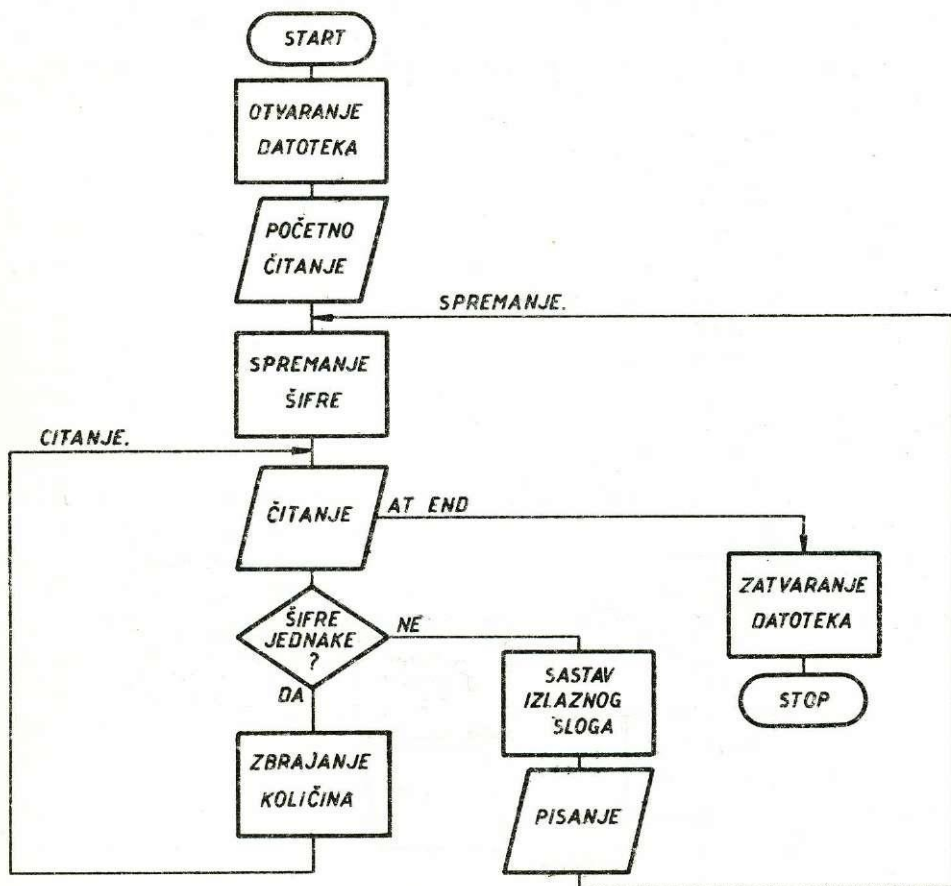 START
OTVARANJE
DATOTEKA
POČETNO
ČITANJE
SPREMANJE.
SPREMANJE
ŠIFRE
CITANJE.
ČITANJE
AT END
ZATVARANJE
DATOTEKA
STOP
ŠIFRE
JEDNAKE
?
NE
DA
SASTAV
IZLAZNOG
SLOGA
ZBRAJANJE
KOLIČINA
PISANJE